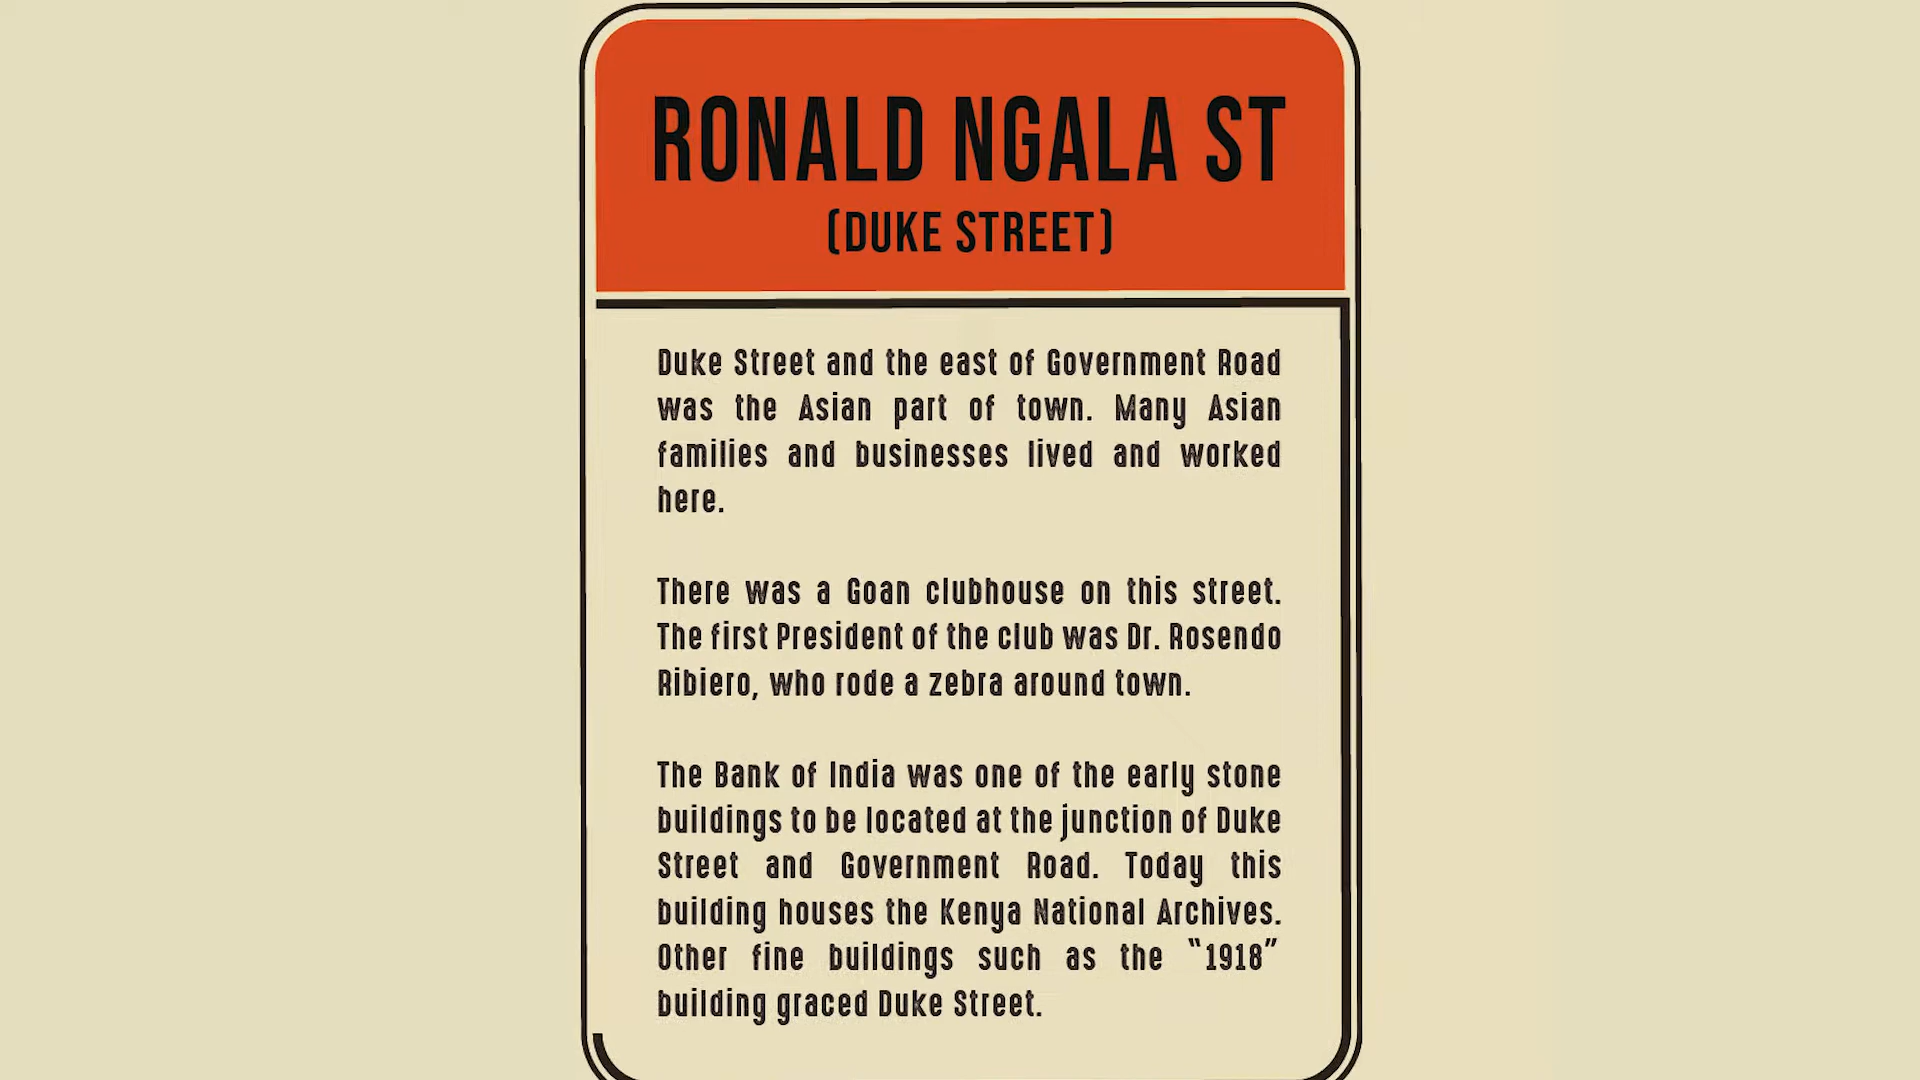 RONALD NGALA ST
(DUKE STREET)
Duke Street and the east of Government Road
was the Asian part of town. Many Asian
families and businesses lived and worked
here.
There was a Goan clubhouse on this street.
The first President of the club was Dr. Rosendo
Ribiero, who rode a zebra around town.
The Bank of India was one of the early stone
buildings to be located at the junction of Duke
Street and Government Road. Today this
building houses the Kenya National Archives.
Other fine buildings such as the “1918”
building graced Duke Street.